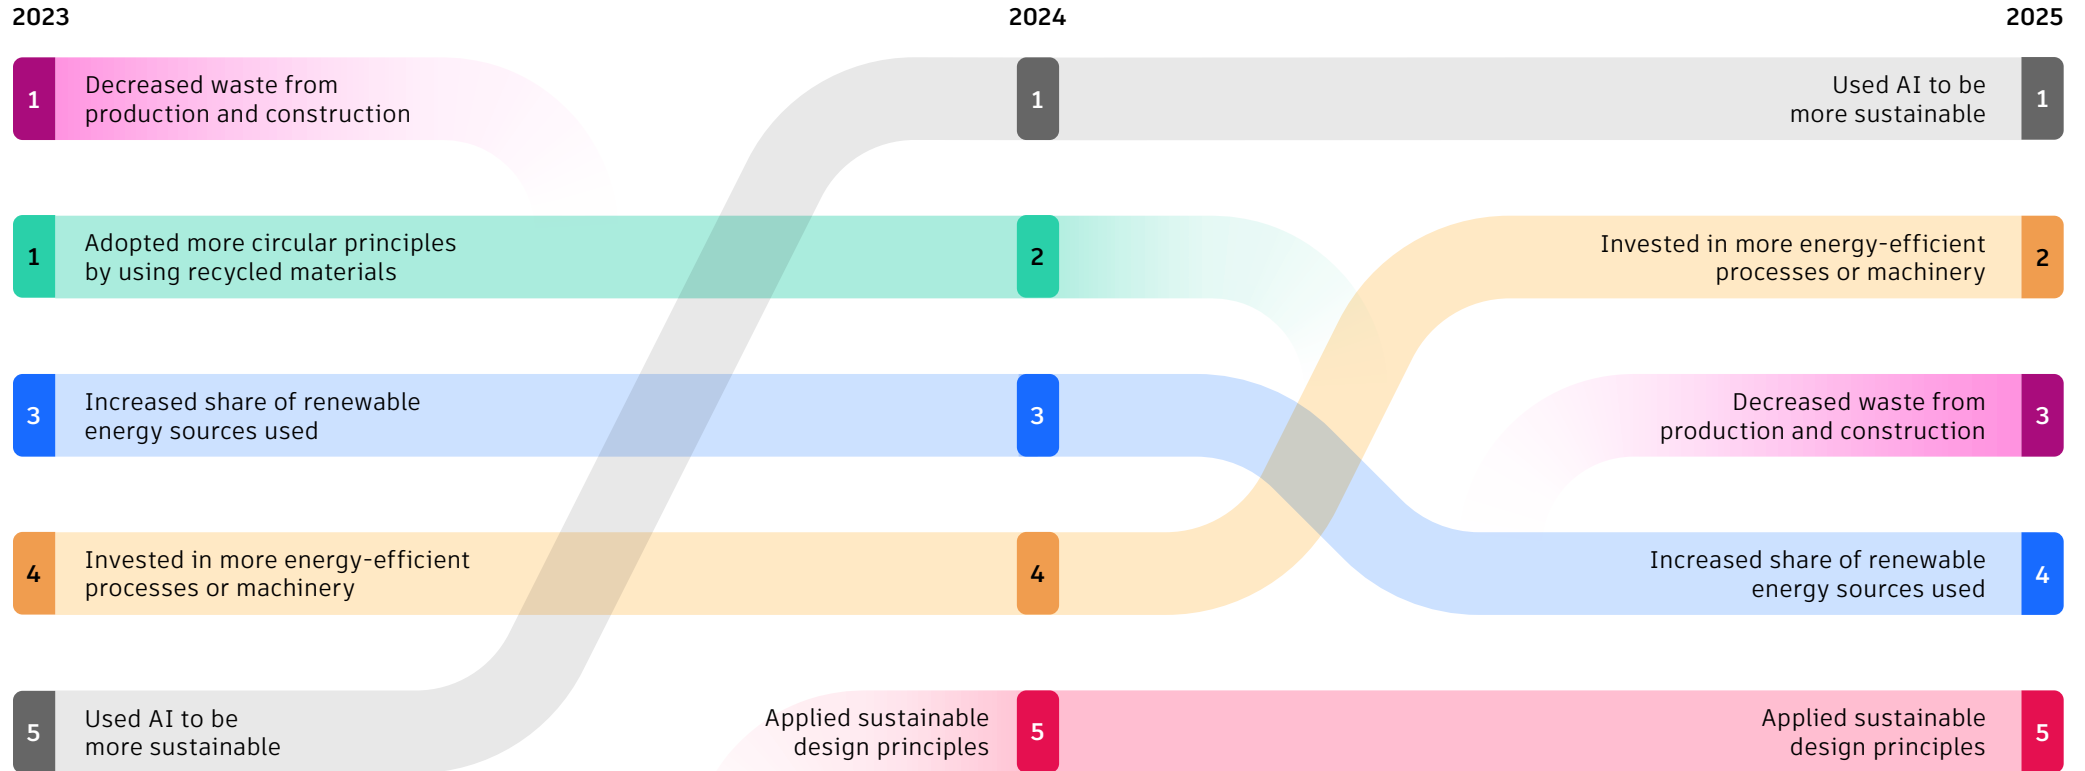 2023
2024
2025
1
Decreased waste from
production and construction
1
Used AI to be
more sustainable
1
1
Adopted more circular principles
by using recycled materials
2
Invested in more energy-efficient
processes or machinery
2
3
Increased share of renewable
energy sources used
3
Decreased waste from
production and construction
3
4
Invested in more energy-efficient
processes or machinery
4
Increased share of renewable
energy sources used
4
5
Used AI to be
more sustainable
Applied sustainable
design principles
5
Applied sustainable
design principles
5